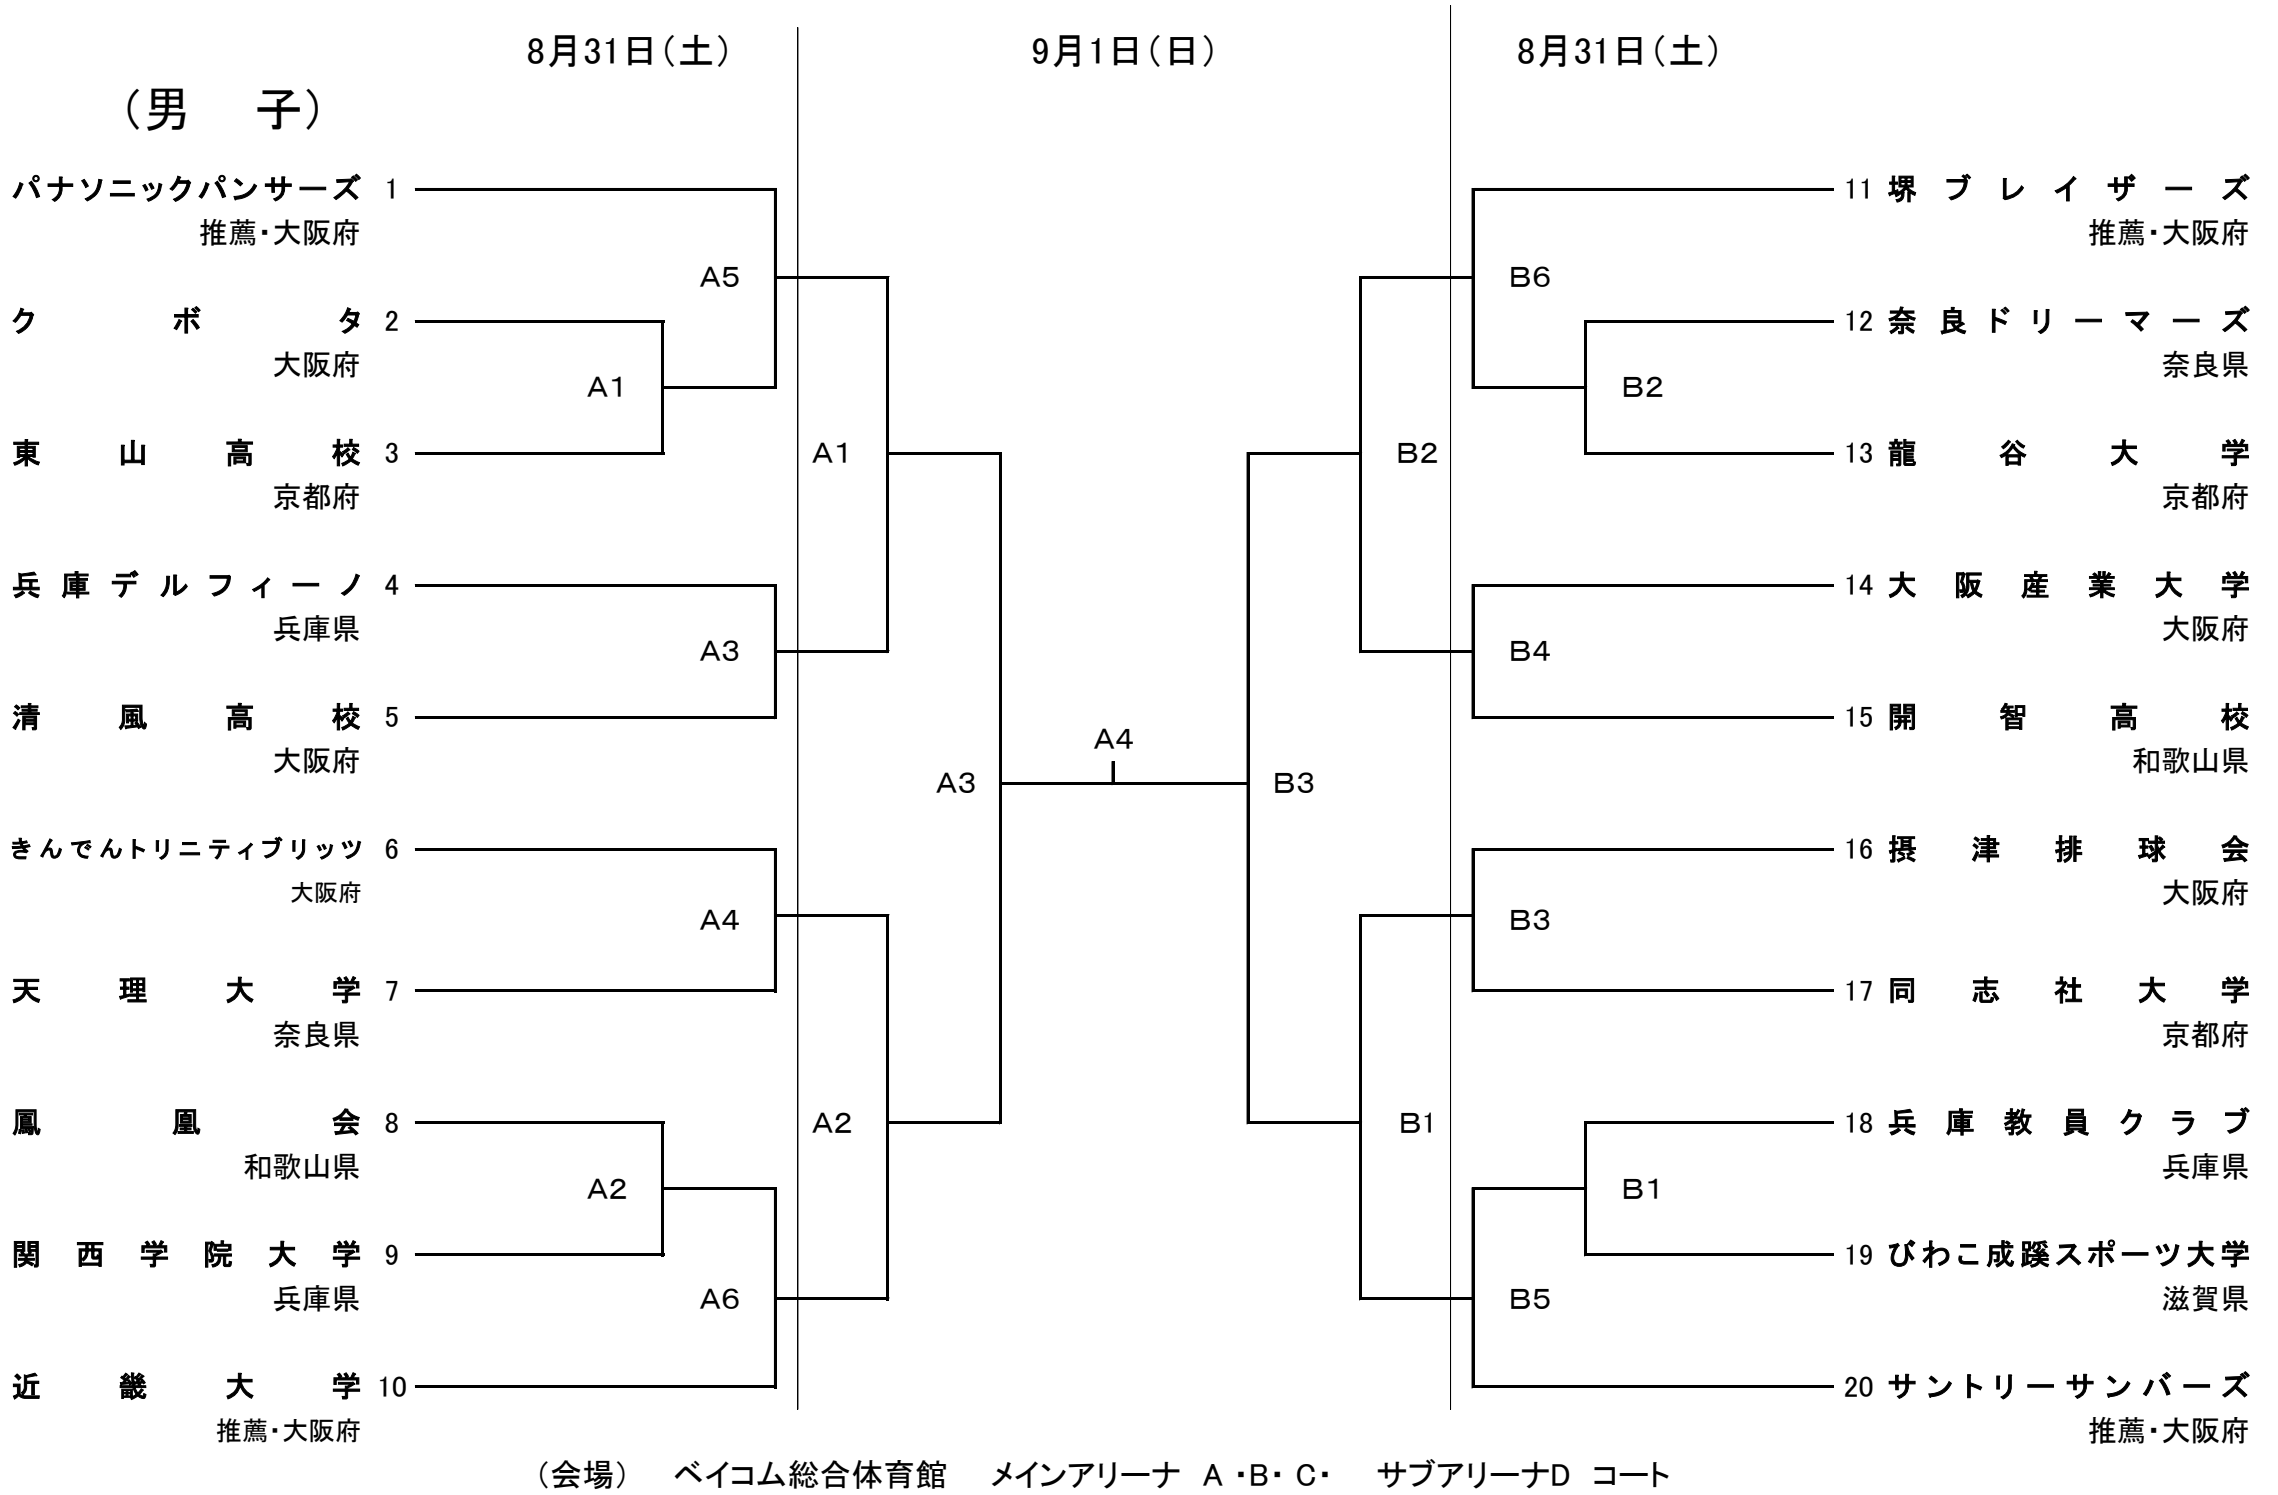 8月31日(土) 9月1日(日) 8月31日(土)
(男 子)
パナソニックパンサーズ 1
推薦・大阪府
A5
クボタ 2
大阪府
A1
東山高校 3
京都府
A1
兵庫デルフィーノ 4
兵庫県
A3
清風高校 5
大阪府
A3
きんでんトリニティブリッツ 6
大阪府
A4
天理大学 7
奈良県
鳳凰会 8
和歌山県
A2
A2
関西学院大学 9
兵庫県
A6
近畿大学 10
推薦・大阪府
A4
11 堺ブレイザーズ
推薦・大阪府
B6
12 奈良ドリーマーズ
奈良県
B2
13 龍谷大学
京都府
B2
14 大阪産業大学
大阪府
B4
15 開智高校
和歌山県
B3
16 摂津排球会
大阪府
B3
17 同志社大学
京都府
18 兵庫教員クラブ
兵庫県
B1
B1
19 びわこ成蹊スポーツ大学
滋賀県
B5
20 サントリーサンバーズ
推薦・大阪府
(会場) ベイコム総合体育館 メインアリーナ A・B・C・ サブアリーナD コート